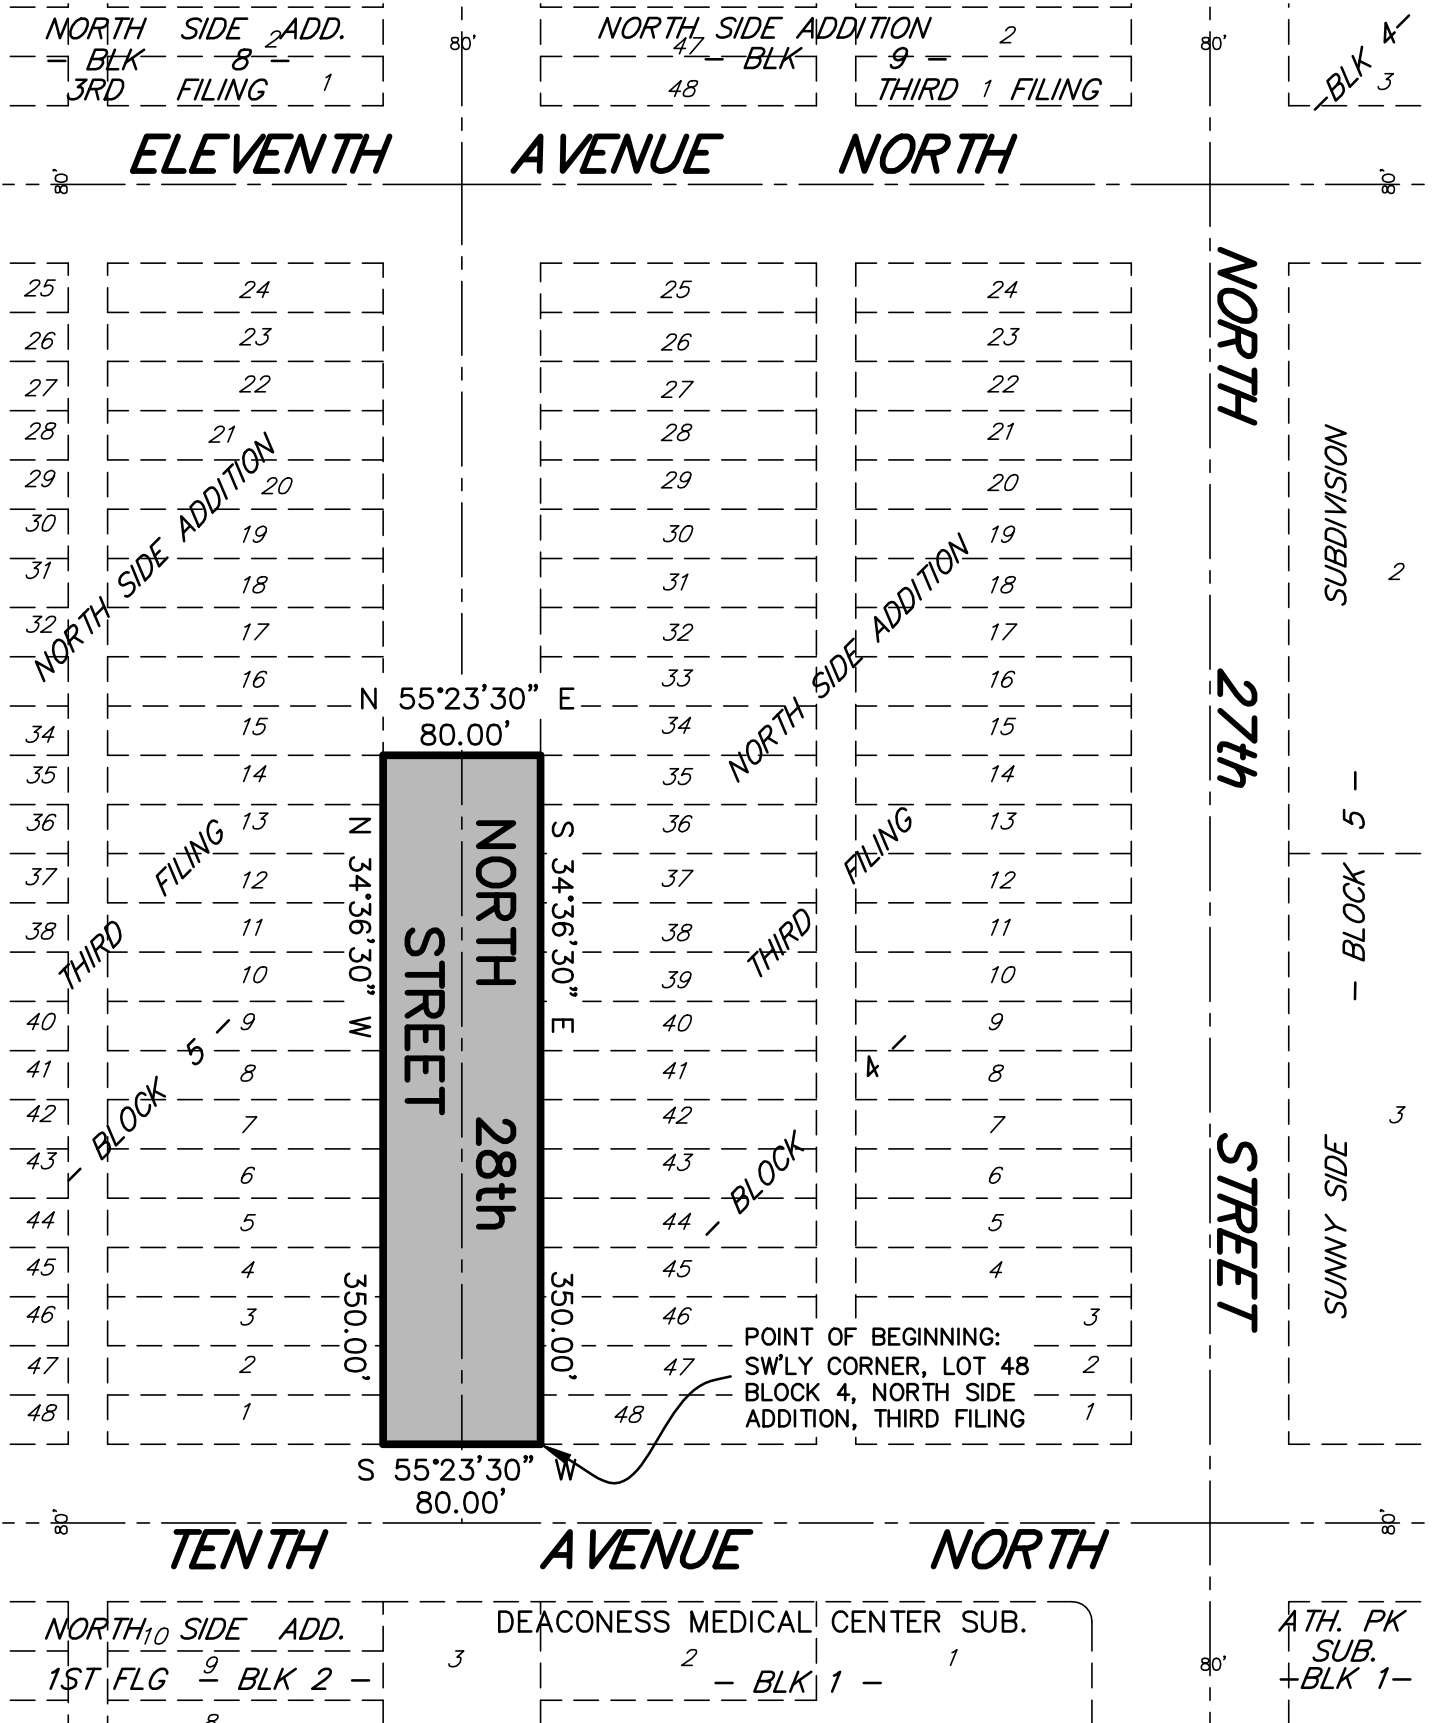 NORTH SIDE ADD.
2
- BLK 8 -
3RD FILING 1
80'
NORTH SIDE ADDITION
47 2
- BLK 9 -
48 THIRD 1 FILING
80'
-BLK 4-
3
ELEVENTH AVENUE NORTH
80'
80'
25 24 25 24
26 23 26 23
27 22 27 22
28 21 28 21
29 20 29 20
30 19 30 19
31 18 31 18
32 17 32 17
16 33 16
34 15 34 15
35 14 35 14
36 13 36 13
37 12 37 12
38 11 38 11
10 39 10
40 9 40 9
41 8 41 8
42 7 42 7
43 6 43 6
44 5 44 5
45 4 45 4
46 3 46 3
47 2 47 2
48 1 48 1
NORTH SIDE ADDITION
THIRD FILING
- BLOCK 5 -
NORTH SIDE ADDITION
THIRD FILING
- BLOCK 4 -
N 55°23'30" E
80.00'
N 34°36'30" W
350.00'
S 34°36'30" E
350.00'
NORTH 28th
STREET
S 55°23'30" W
80.00'
POINT OF BEGINNING:
SW'LY CORNER, LOT 48
BLOCK 4, NORTH SIDE
ADDITION, THIRD FILING
NORTH 27th STREET
SUNNY SIDE SUBDIVISION
- BLOCK 5 -
2
3
80'
80'
TENTH AVENUE NORTH
NORTH SIDE ADD.
10
9
1ST FLG - BLK 2 -
8
DEACONESS MEDICAL CENTER SUB.
3 2 1
- BLK 1 -
80'
ATH. PK
SUB.
-BLK 1-